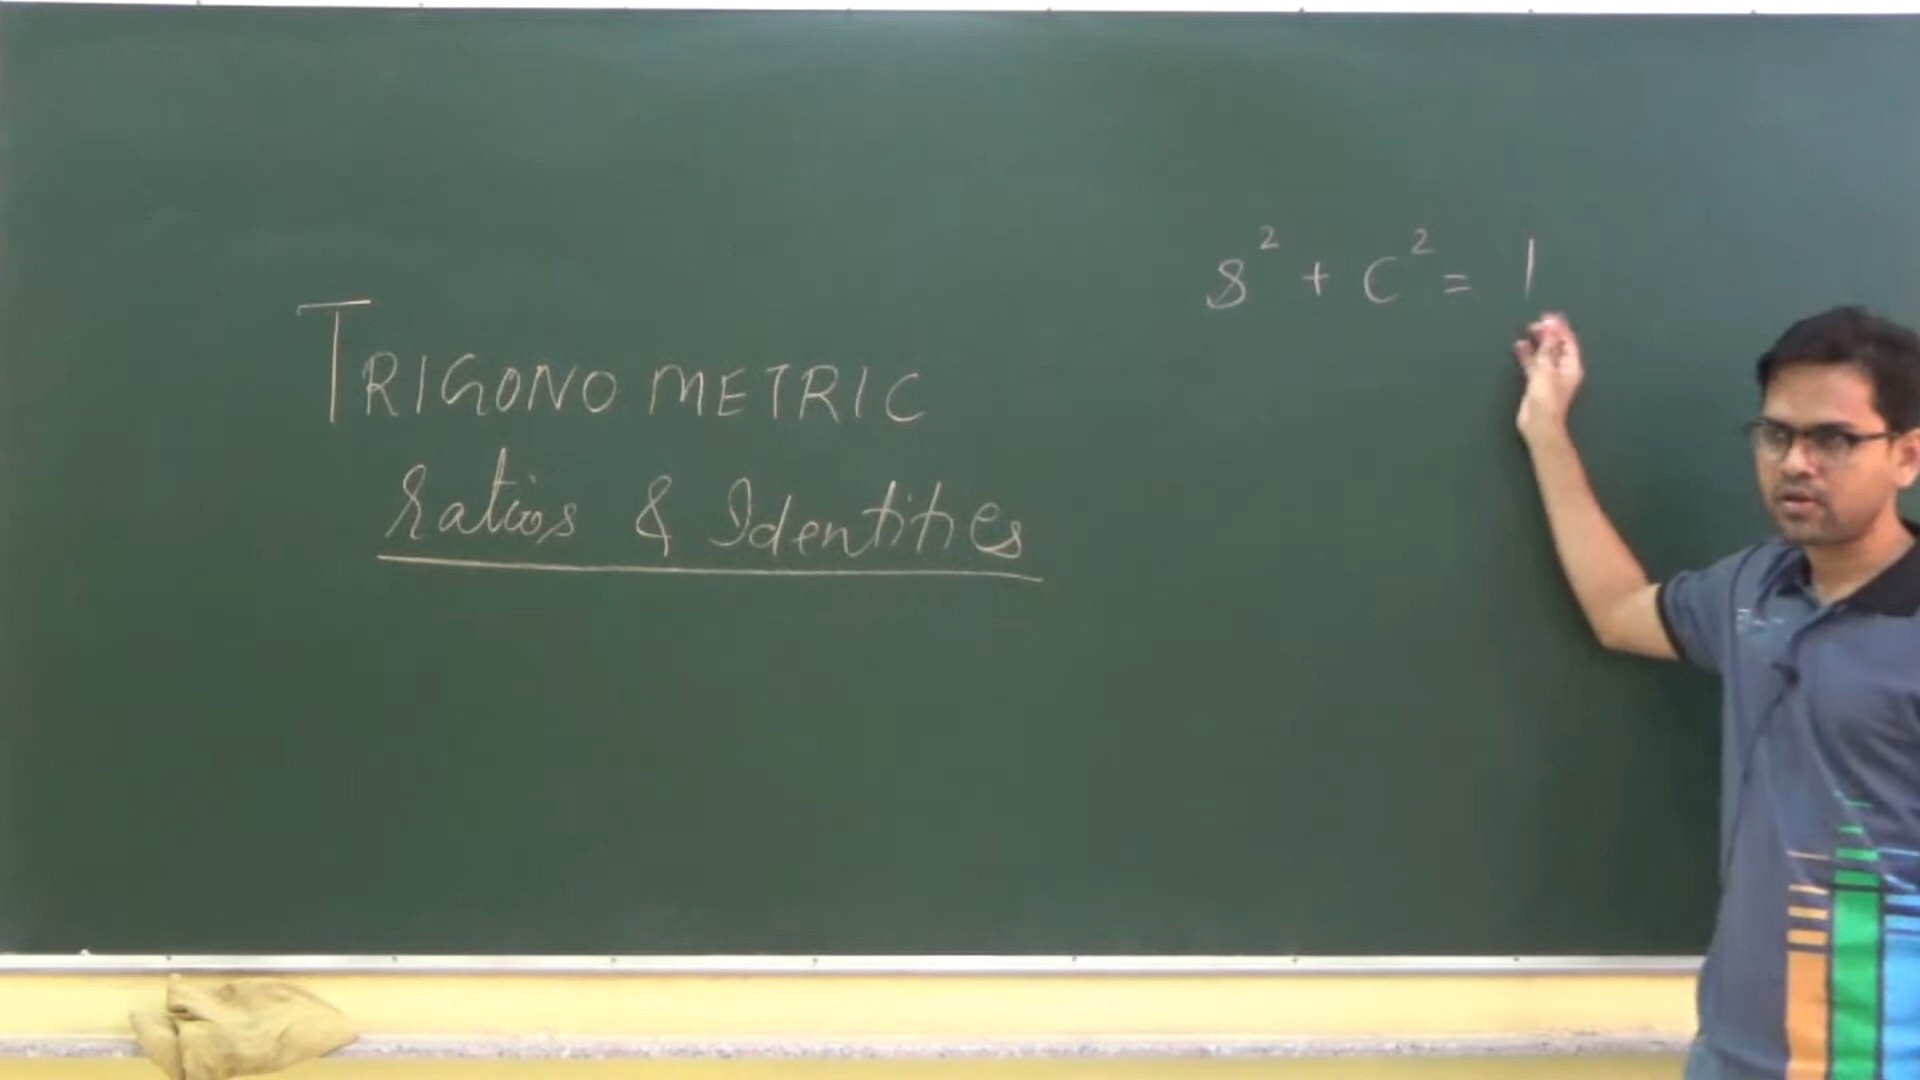 TRIGONOMETRIC
Ratios & Identities
S² + C² = 1